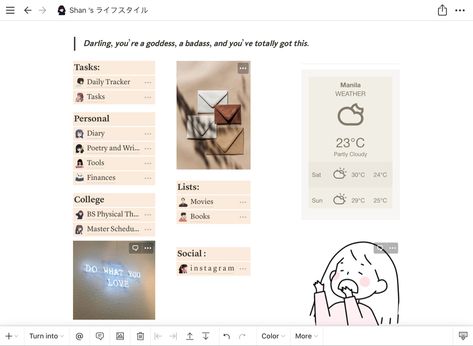 Shan 's ライフスタイル
Darling, you're a goddess, a badass, and you've totally got this.
Tasks:
Daily Tracker
Tasks
Personal
Diary
Poetry and Wri...
Tools
Finances
College
BS Physical Th...
Master Schedu...
DO WHAT YOU
LOVE
Lists:
Movies
Books
Social :
instagram
Manila
WEATHER
23°C
Partly Cloudy
Sat 30°C 24°C
Sun 29°C 25°C
Turn into
Color
More